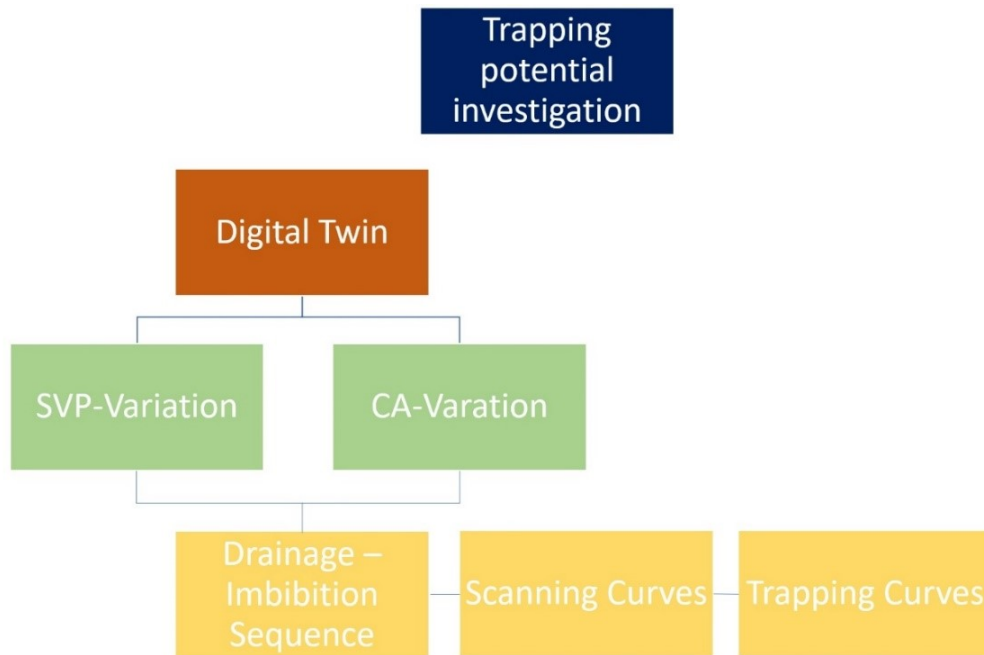 Trapping
potential
investigation
Digital Twin
SVP-Variation
CA-Varation
Drainage –
Imbibition
Sequence
Scanning Curves
Trapping Curves